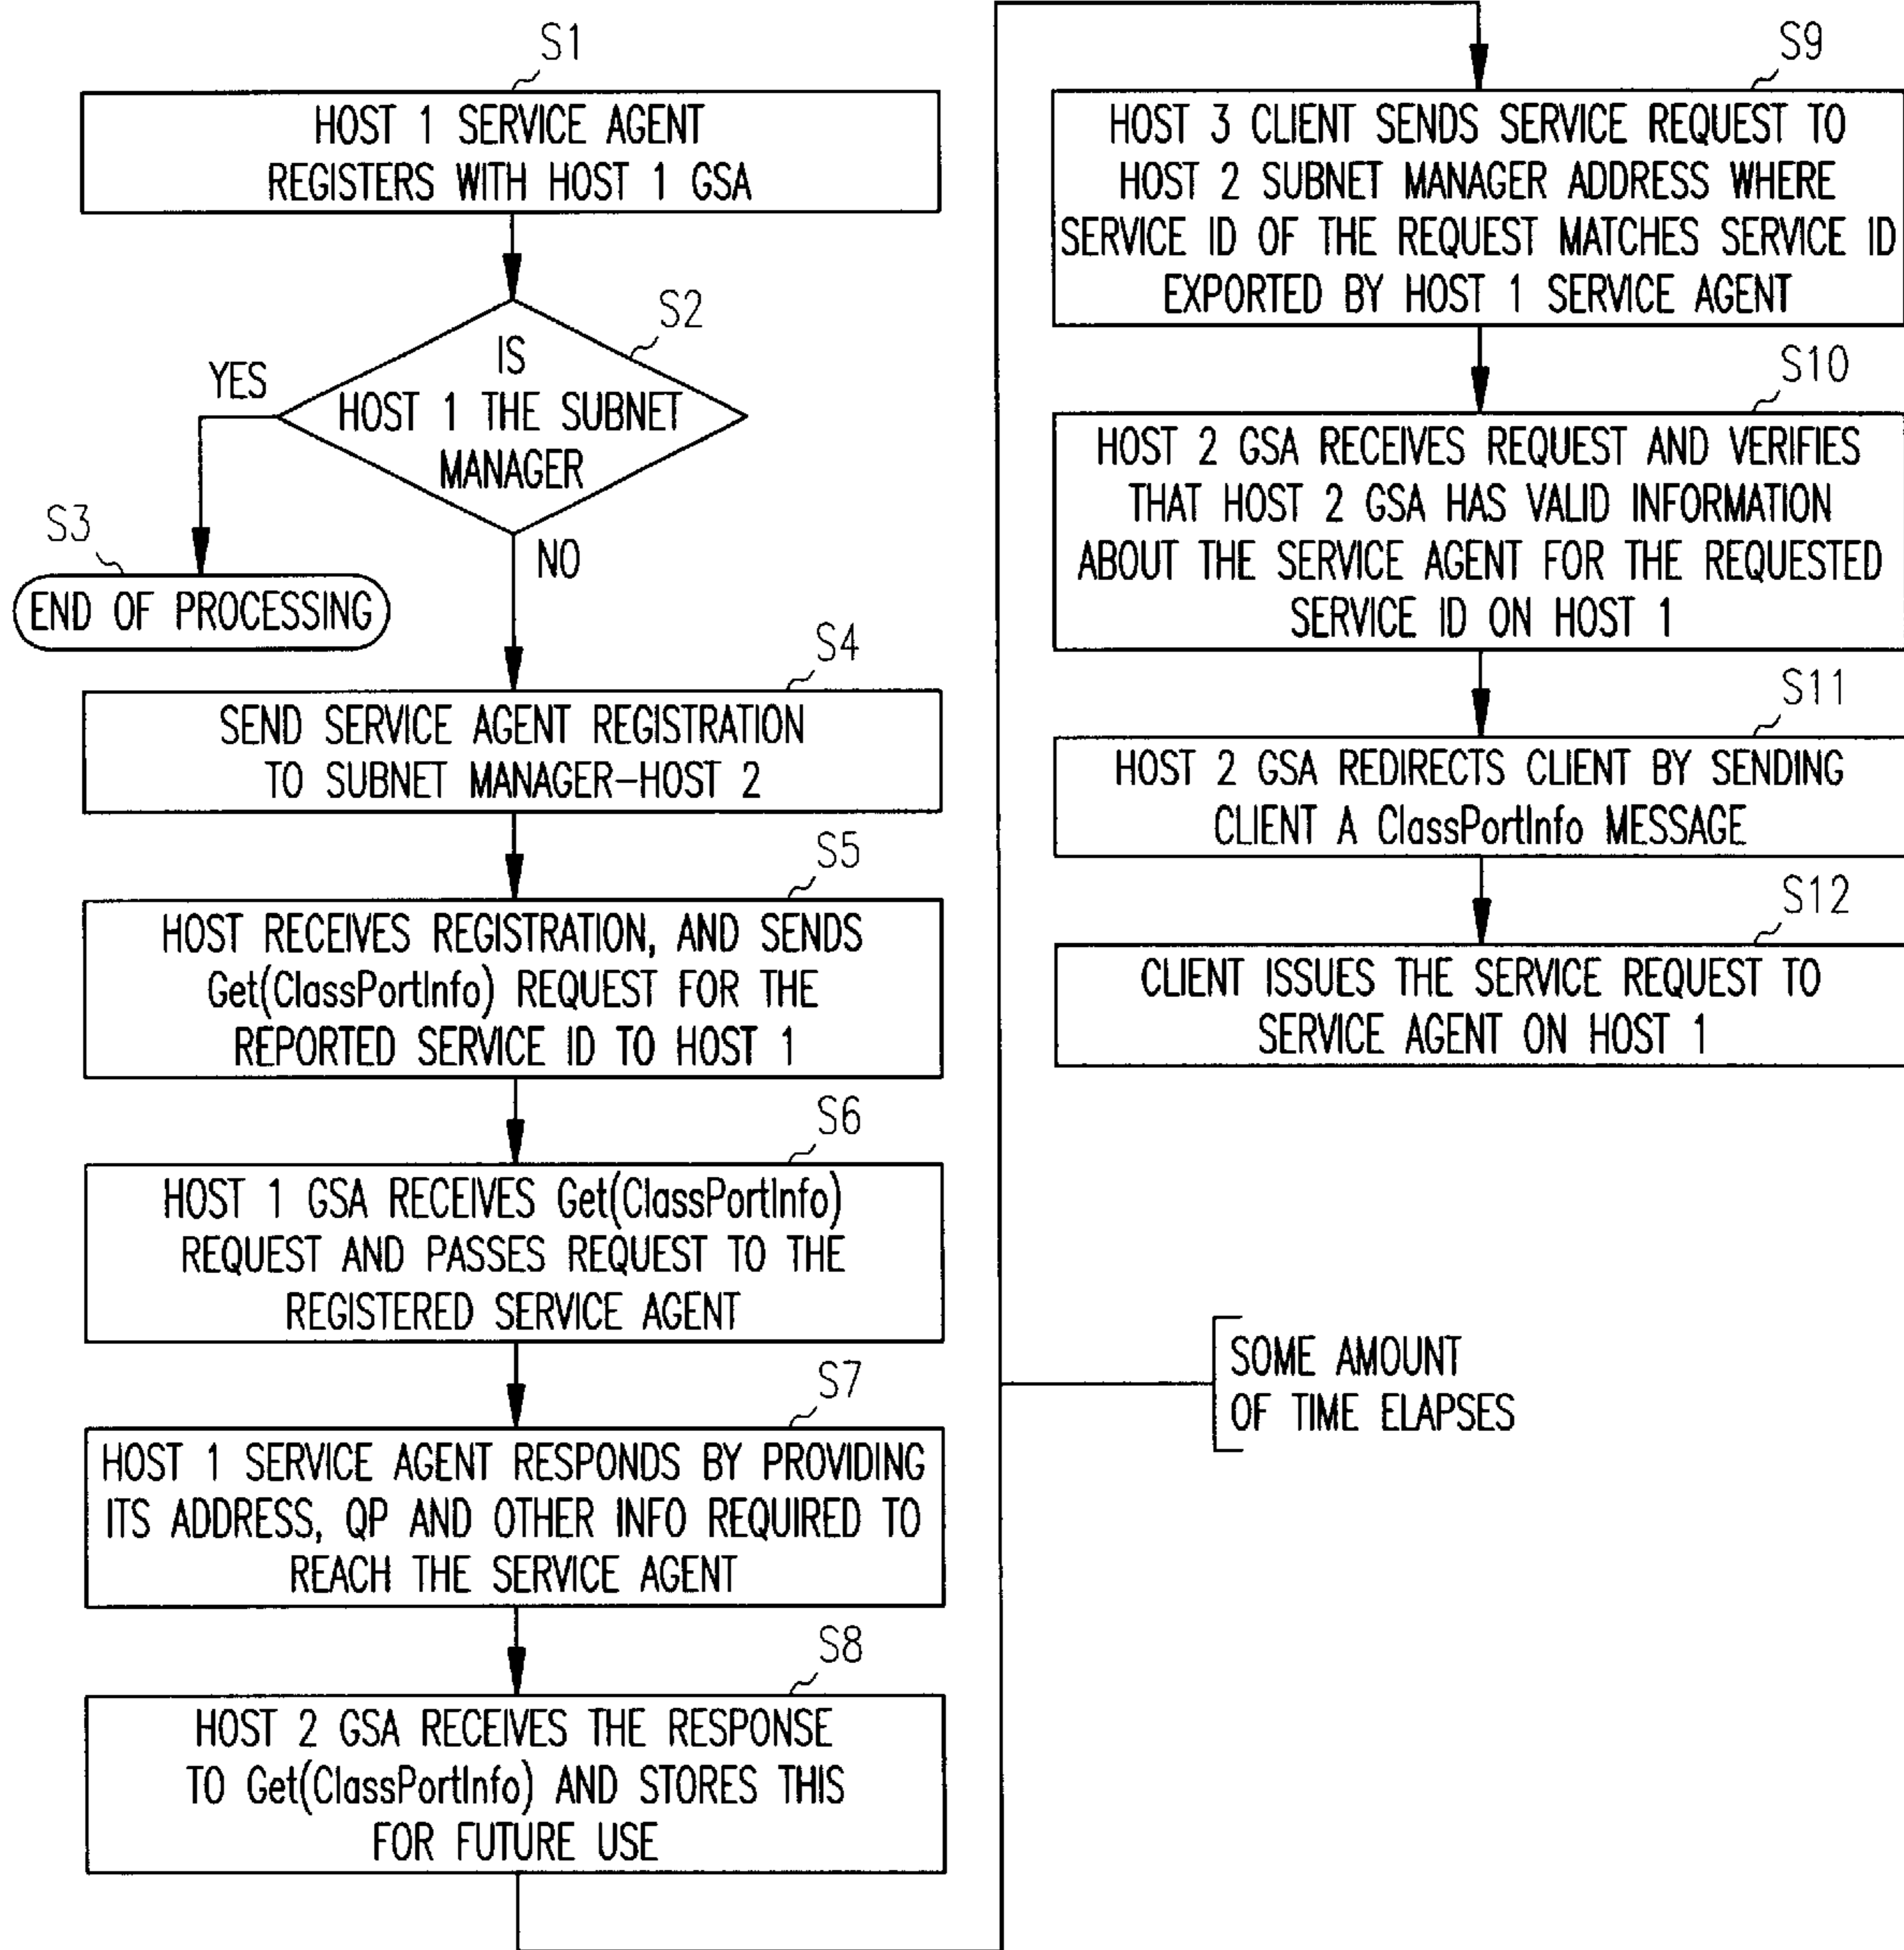 S1
HOST 1 SERVICE AGENT
REGISTERS WITH HOST 1 GSA
S2
IS
HOST 1 THE SUBNET
MANAGER
YES
NO
S3
END OF PROCESSING
S4
SEND SERVICE AGENT REGISTRATION
TO SUBNET MANAGER-HOST 2
S5
HOST RECEIVES REGISTRATION, AND SENDS
Get(ClassPortInfo) REQUEST FOR THE
REPORTED SERVICE ID TO HOST 1
S6
HOST 1 GSA RECEIVES Get(ClassPortInfo)
REQUEST AND PASSES REQUEST TO THE
REGISTERED SERVICE AGENT
S7
HOST 1 SERVICE AGENT RESPONDS BY PROVIDING
ITS ADDRESS, QP AND OTHER INFO REQUIRED TO
REACH THE SERVICE AGENT
S8
HOST 2 GSA RECEIVES THE RESPONSE
TO Get(ClassPortInfo) AND STORES THIS
FOR FUTURE USE
SOME AMOUNT
OF TIME ELAPSES
S9
HOST 3 CLIENT SENDS SERVICE REQUEST TO
HOST 2 SUBNET MANAGER ADDRESS WHERE
SERVICE ID OF THE REQUEST MATCHES SERVICE ID
EXPORTED BY HOST 1 SERVICE AGENT
S10
HOST 2 GSA RECEIVES REQUEST AND VERIFIES
THAT HOST 2 GSA HAS VALID INFORMATION
ABOUT THE SERVICE AGENT FOR THE REQUESTED
SERVICE ID ON HOST 1
S11
HOST 2 GSA REDIRECTS CLIENT BY SENDING
CLIENT A ClassPortInfo MESSAGE
S12
CLIENT ISSUES THE SERVICE REQUEST TO
SERVICE AGENT ON HOST 1